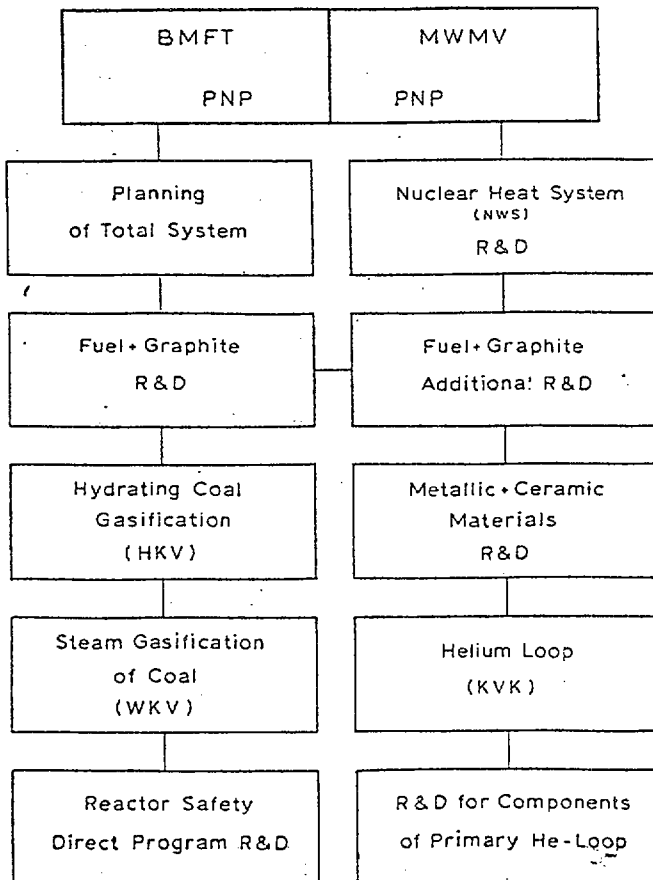 BMFT MWMV
PNP PNP
Planning
of Total System
Nuclear Heat System
(NWS)
R & D
Fuel + Graphite
R & D
Fuel + Graphite
Additional R & D
Hydrating Coal
Gasification
(HKV)
Metallic + Ceramic
Materials
R & D
Steam Gasification
of Coal
(WKV)
Helium Loop
(KVK)
Reactor Safety
Direct Program R & D
R & D for Components
of Primary He-Loop